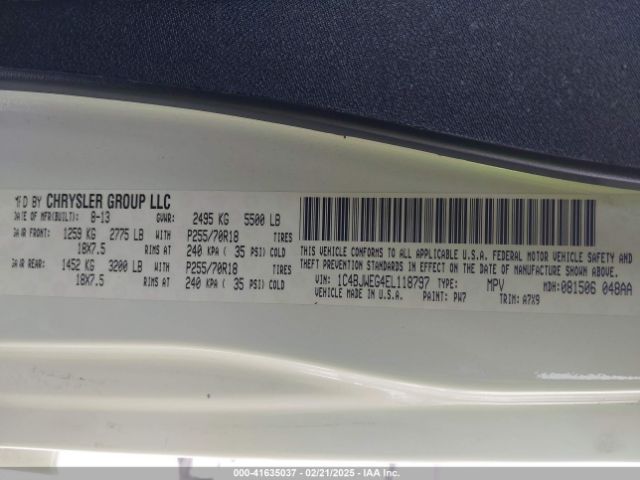 M'F'D BY CHRYSLER GROUP LLC
DATE OF MFR(BUILT): 8-13 GVWR: 2495 KG 5500 LB
GAWR FRONT: 1259 KG 2775 LB WITH P255/70R18 TIRES
18X7.5 RIMS AT 240 KPA ( 35 PSI) COLD
GAWR REAR: 1452 KG 3200 LB WITH P255/70R18 TIRES
18X7.5 RIMS AT 240 KPA ( 35 PSI) COLD
THIS VEHICLE CONFORMS TO ALL APPLICABLE U.S.A. FEDERAL MOTOR VEHICLE SAFETY AND
THEFT PREVENTION STANDARDS IN EFFECT ON THE DATE OF MANUFACTURE SHOWN ABOVE.
VIN: 1C4BJWEG4EL118797 TYPE: MPV MDH: 081506 048AA
VEHICLE MADE IN U.S.A. PAINT: PW7 TRIM: A7X9
000-41635037 - 02/21/2025 - IAA Inc.